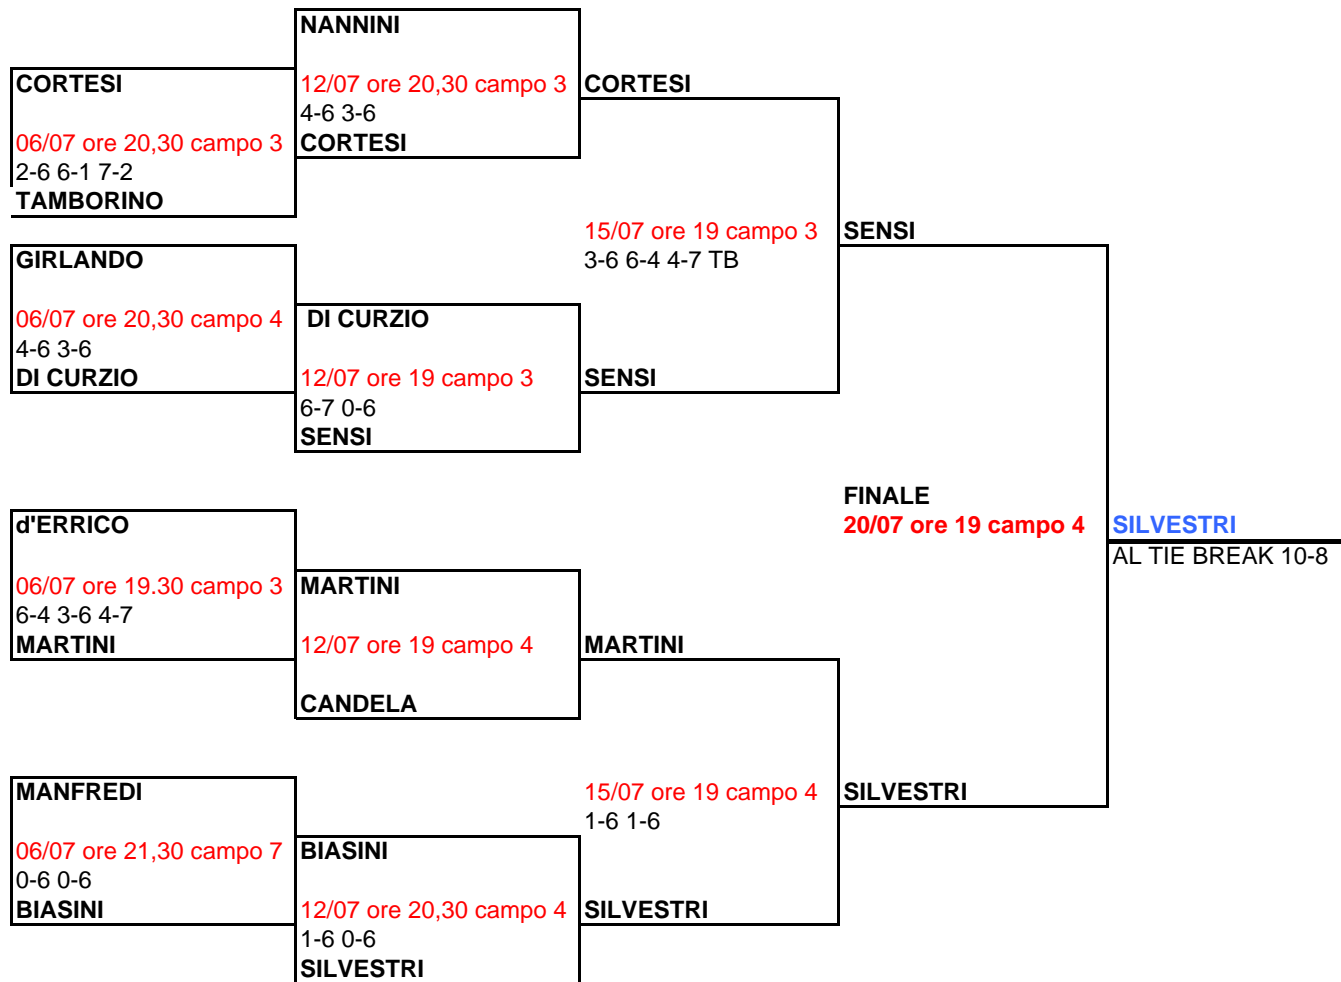 NANNINI
CORTESI
12/07 ore 20,30 campo 3
CORTESI
4-6 3-6
06/07 ore 20,30 campo 3
CORTESI
2-6 6-1 7-2
TAMBORINO
15/07 ore 19 campo 3
SENSI
GIRLANDO
3-6 6-4 4-7 TB
06/07 ore 20,30 campo 4
DI CURZIO
4-6 3-6
DI CURZIO
12/07 ore 19 campo 3
SENSI
6-7 0-6
SENSI
FINALE
d'ERRICO
20/07 ore 19 campo 4
SILVESTRI
AL TIE BREAK 10-8
06/07 ore 19.30 campo 3
MARTINI
6-4 3-6 4-7
MARTINI
12/07 ore 19 campo 4
MARTINI
CANDELA
MANFREDI
15/07 ore 19 campo 4
SILVESTRI
1-6 1-6
06/07 ore 21,30 campo 7
BIASINI
0-6 0-6
BIASINI
12/07 ore 20,30 campo 4
SILVESTRI
1-6 0-6
SILVESTRI